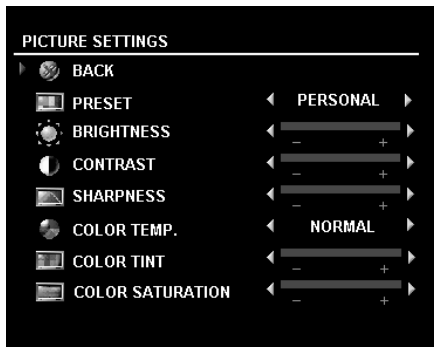 PICTURE SETTINGS
BACK
PRESET PERSONAL
BRIGHTNESS
- +
CONTRAST
- +
SHARPNESS
- +
COLOR TEMP. NORMAL
COLOR TINT
- +
COLOR SATURATION
- +